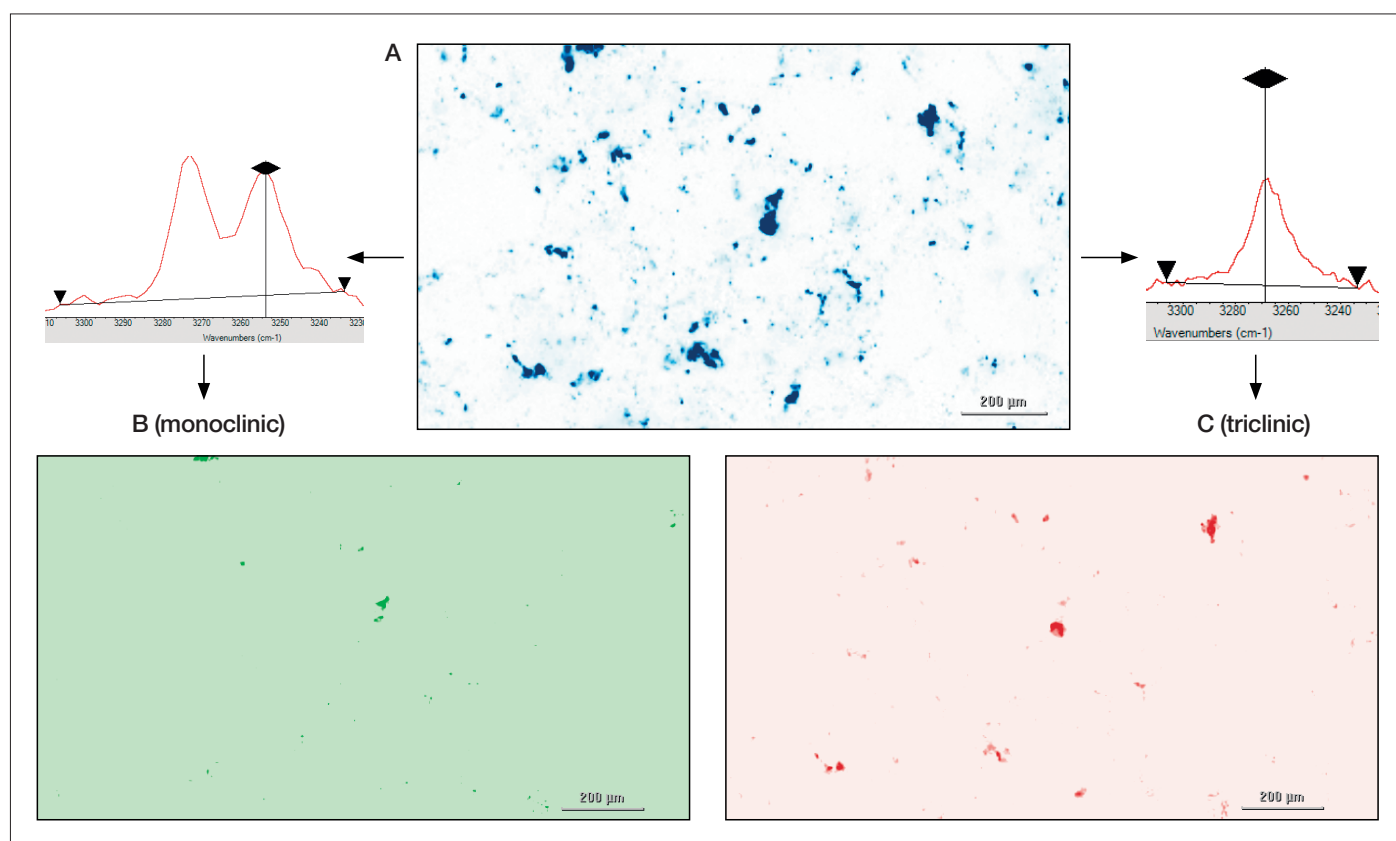 A
10 3300 3290 3280 3270 3260 3250 3240
Wavenumbers (cm-1)
B (monoclinic)
200 µm
3300 3280 3260 3240
Wavenumbers (cm-1)
C (triclinic)
200 µm
200 µm